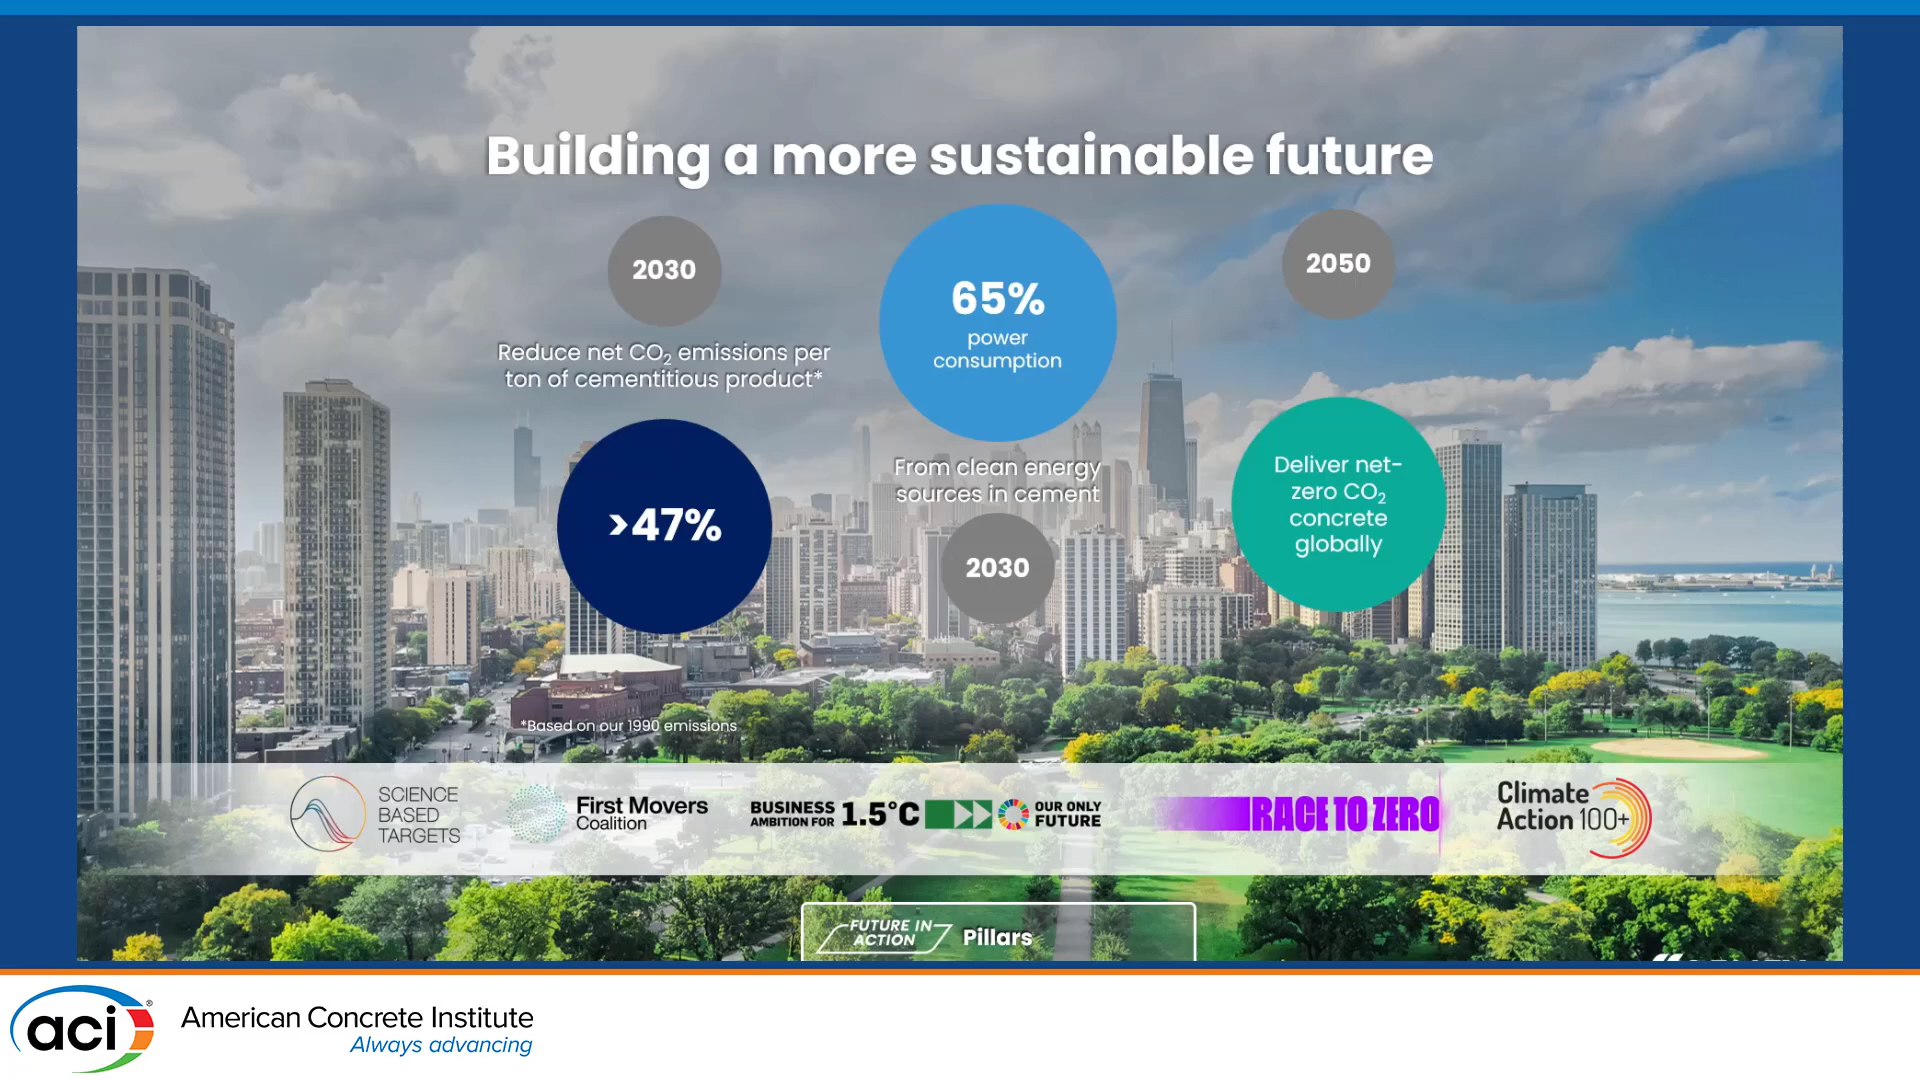 Building a more sustainable future
2030
Reduce net CO₂ emissions per
ton of cementitious product*
>47%
*Based on our 1990 emissions
65%
power
consumption
From clean energy
sources in cement
2030
2050
Deliver net-
zero CO₂
concrete
globally
SCIENCE
BASED
TARGETS
First Movers
Coalition
BUSINESS
AMBITION FOR 1.5°C
OUR ONLY
FUTURE
RACE TO ZERO
Climate
Action 100+
FUTURE IN
ACTION
Pillars
aci®
American Concrete Institute
Always advancing